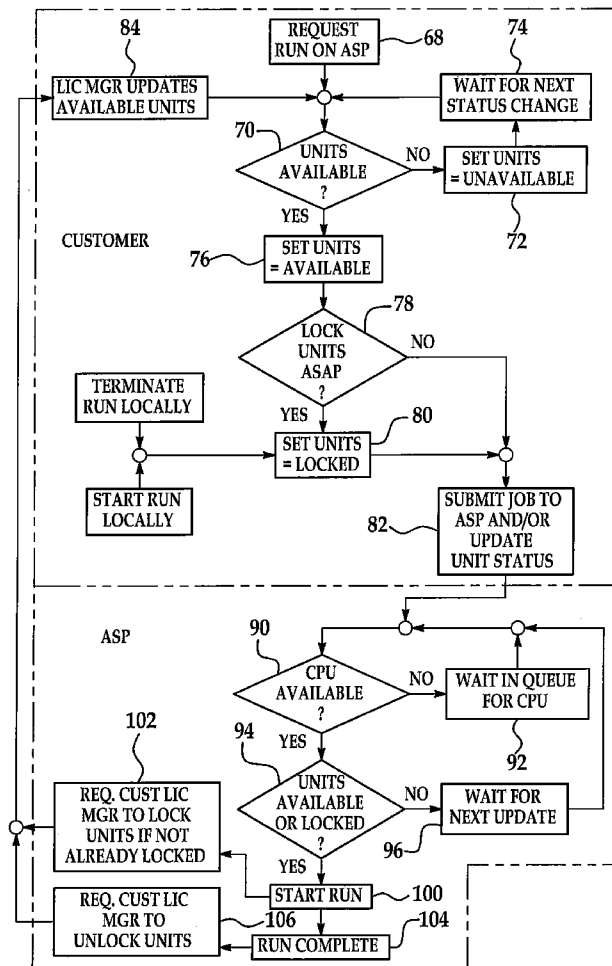 84
REQUEST
RUN ON ASP
68
74
LIC MGR UPDATES
AVAILABLE UNITS
WAIT FOR NEXT
STATUS CHANGE
70
UNITS
AVAILABLE
?
NO
SET UNITS
= UNAVAILABLE
72
YES
CUSTOMER
76
SET UNITS
= AVAILABLE
78
LOCK
UNITS
ASAP
?
NO
TERMINATE
RUN LOCALLY
YES
80
SET UNITS
= LOCKED
START RUN
LOCALLY
82
SUBMIT JOB TO
ASP AND/OR
UPDATE
UNIT STATUS
ASP
90
CPU
AVAILABLE
?
NO
WAIT IN QUEUE
FOR CPU
92
YES
102
94
REQ. CUST LIC
MGR TO LOCK
UNITS IF NOT
ALREADY LOCKED
UNITS
AVAILABLE
OR LOCKED
?
NO
WAIT FOR
NEXT UPDATE
96
YES
START RUN
100
REQ. CUST LIC
MGR TO
UNLOCK UNITS
106
RUN COMPLETE
104